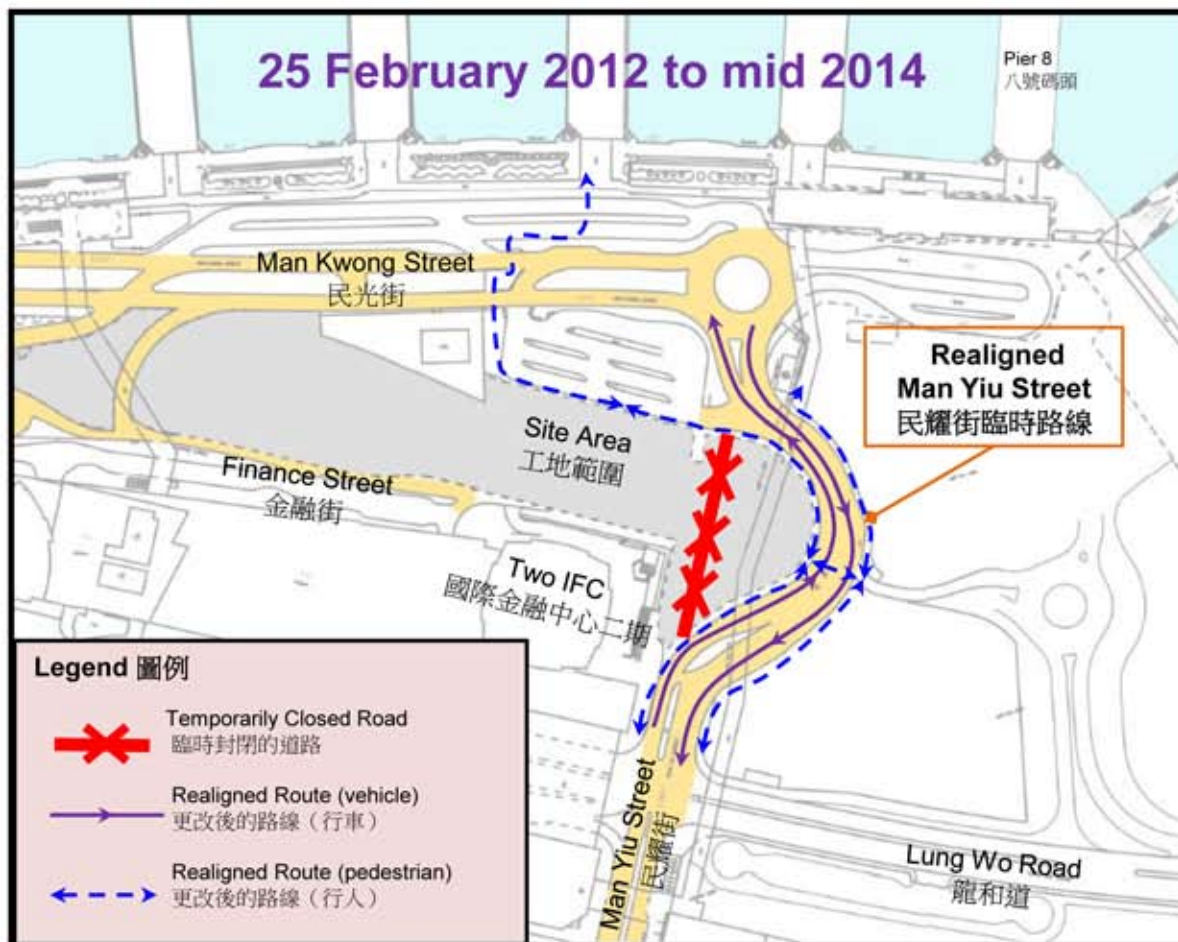 25 February 2012 to mid 2014
Pier 8
八號碼頭
Man Kwong Street
民光街
Realigned
Man Yiu Street
民耀街臨時路線
Site Area
工地範圍
Finance Street
金融街
Two IFC
國際金融中心二期
Legend 圖例
Temporarily Closed Road
臨時封閉的道路
Realigned Route (vehicle)
更改後的路線（行車）
Realigned Route (pedestrian)
更改後的路線（行人）
Man Yiu Street
民耀街
Lung Wo Road
龍和道